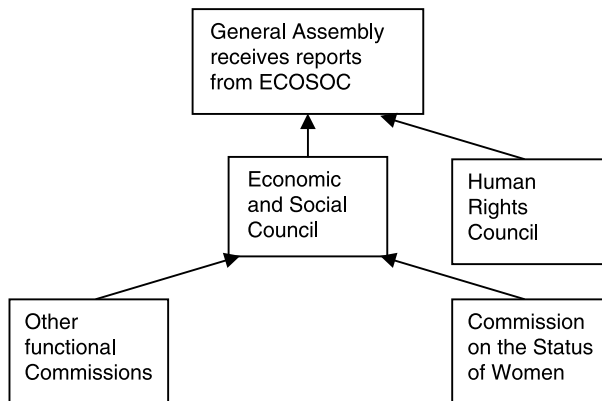 General Assembly
receives reports
from ECOSOC
Economic
and Social
Council
Human
Rights
Council
Other
functional
Commissions
Commission
on the Status
of Women